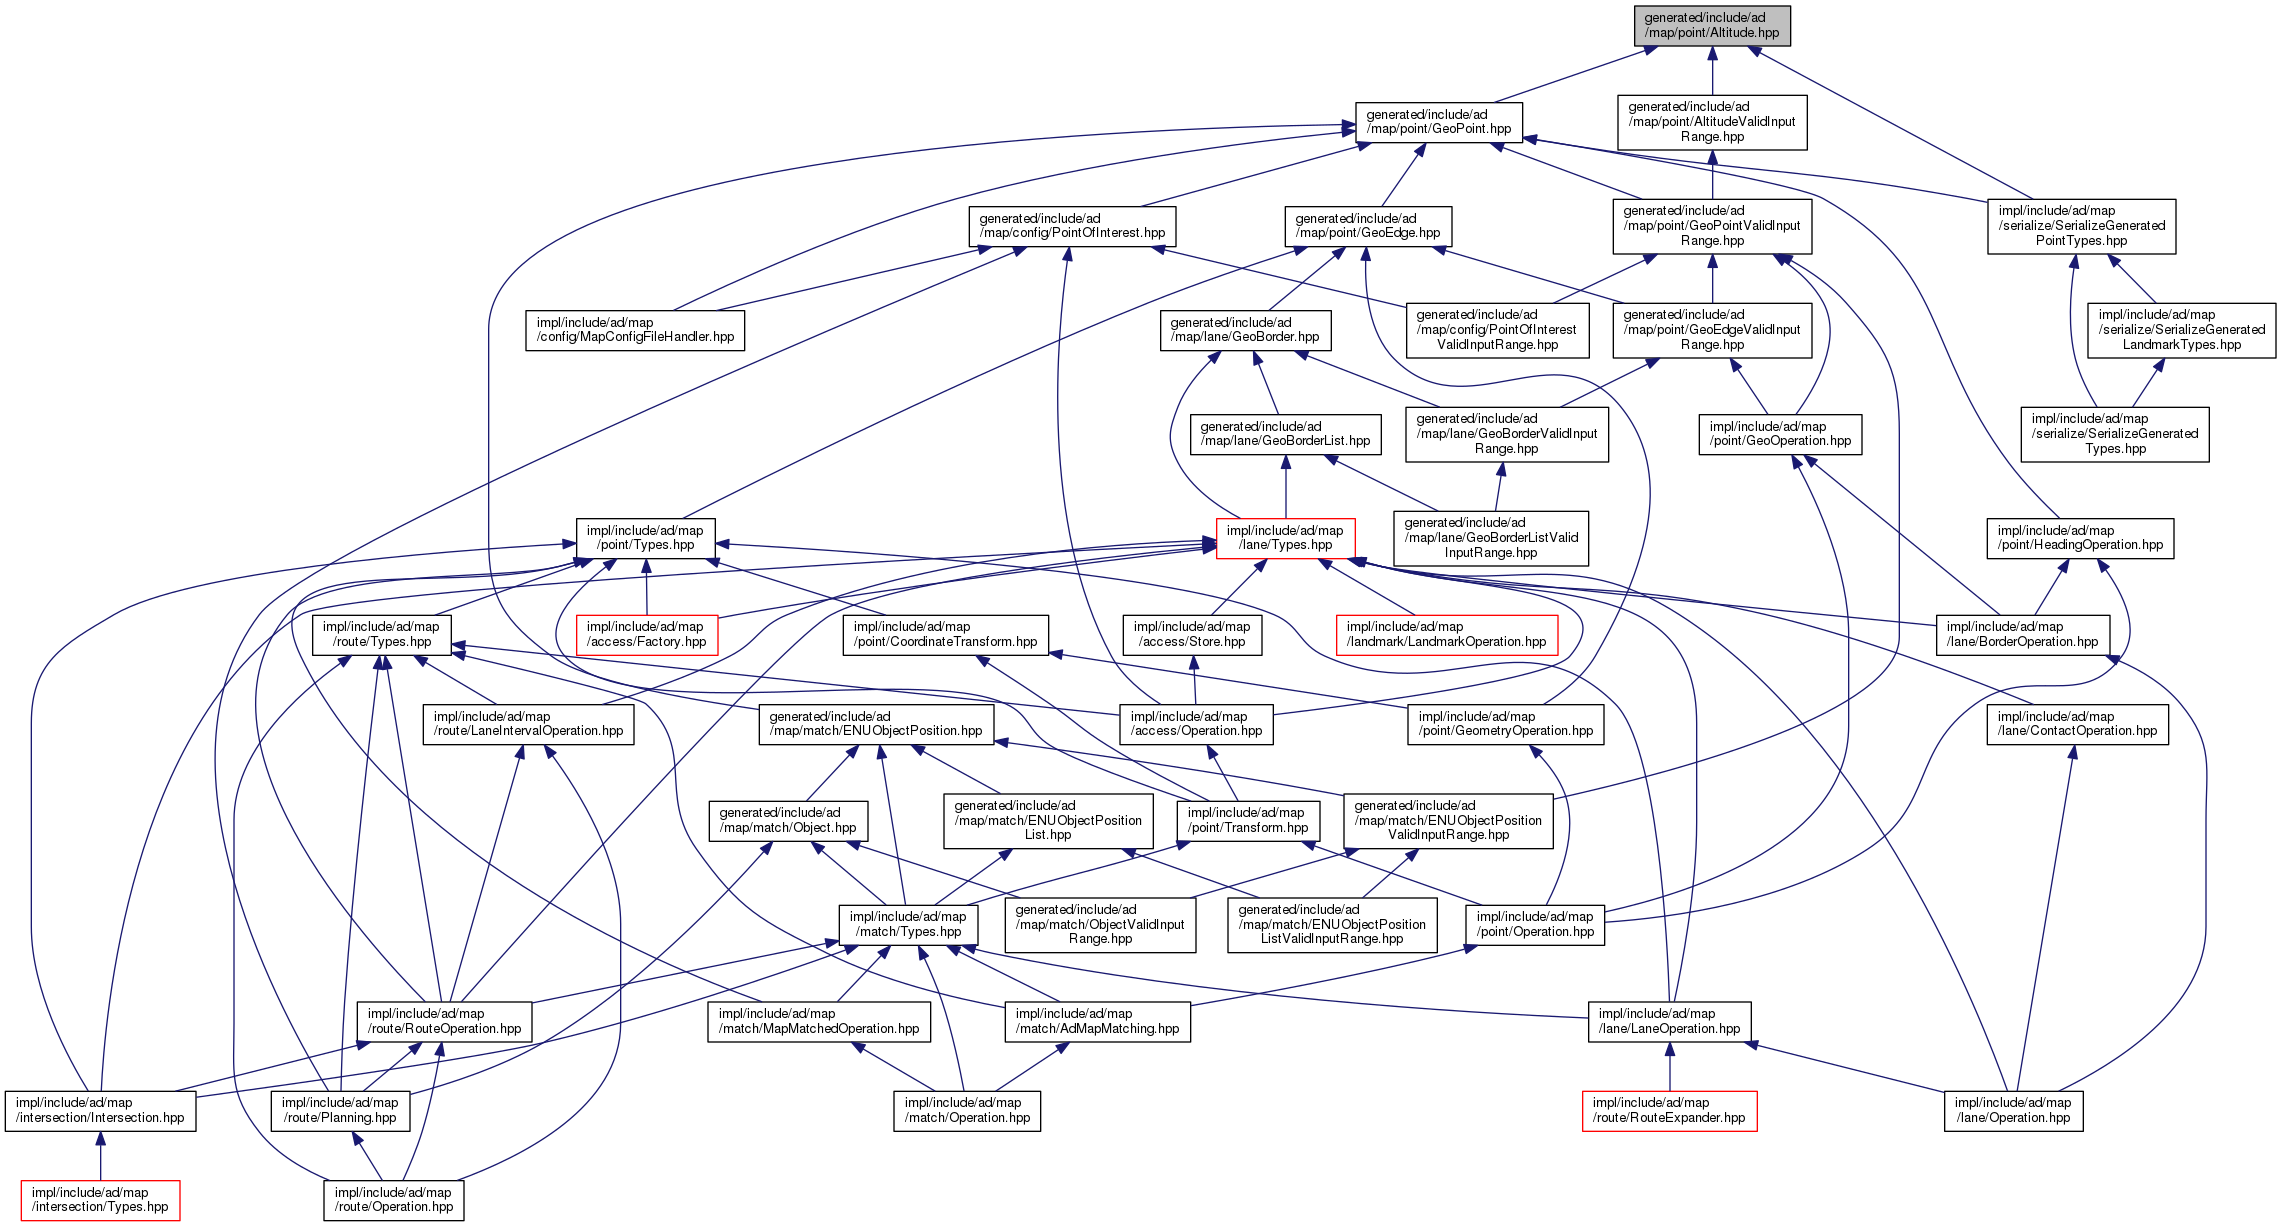 generated/include/ad
/map/point/Altitude.hpp
generated/include/ad
/map/point/GeoPoint.hpp
generated/include/ad
/map/point/AltitudeValidInput
Range.hpp
generated/include/ad
/map/config/PointOfInterest.hpp
generated/include/ad
/map/point/GeoEdge.hpp
generated/include/ad
/map/point/GeoPointValidInput
Range.hpp
impl/include/ad/map
/serialize/SerializeGenerated
PointTypes.hpp
impl/include/ad/map
/config/MapConfigFileHandler.hpp
generated/include/ad
/map/lane/GeoBorder.hpp
generated/include/ad
/map/config/PointOfInterest
ValidInputRange.hpp
generated/include/ad
/map/point/GeoEdgeValidInput
Range.hpp
impl/include/ad/map
/serialize/SerializeGenerated
LandmarkTypes.hpp
generated/include/ad
/map/lane/GeoBorderList.hpp
generated/include/ad
/map/lane/GeoBorderValidInput
Range.hpp
impl/include/ad/map
/point/GeoOperation.hpp
impl/include/ad/map
/serialize/SerializeGenerated
Types.hpp
impl/include/ad/map
/point/Types.hpp
impl/include/ad/map
/lane/Types.hpp
generated/include/ad
/map/lane/GeoBorderListValid
InputRange.hpp
impl/include/ad/map
/point/HeadingOperation.hpp
impl/include/ad/map
/route/Types.hpp
impl/include/ad/map
/access/Factory.hpp
impl/include/ad/map
/point/CoordinateTransform.hpp
impl/include/ad/map
/access/Store.hpp
impl/include/ad/map
/landmark/LandmarkOperation.hpp
impl/include/ad/map
/lane/BorderOperation.hpp
impl/include/ad/map
/route/LaneIntervalOperation.hpp
generated/include/ad
/map/match/ENUObjectPosition.hpp
impl/include/ad/map
/access/Operation.hpp
impl/include/ad/map
/point/GeometryOperation.hpp
impl/include/ad/map
/lane/ContactOperation.hpp
generated/include/ad
/map/match/Object.hpp
generated/include/ad
/map/match/ENUObjectPosition
List.hpp
impl/include/ad/map
/point/Transform.hpp
generated/include/ad
/map/match/ENUObjectPosition
ValidInputRange.hpp
impl/include/ad/map
/match/Types.hpp
generated/include/ad
/map/match/ObjectValidInput
Range.hpp
generated/include/ad
/map/match/ENUObjectPosition
ListValidInputRange.hpp
impl/include/ad/map
/point/Operation.hpp
impl/include/ad/map
/route/RouteOperation.hpp
impl/include/ad/map
/match/MapMatchedOperation.hpp
impl/include/ad/map
/match/AdMapMatching.hpp
impl/include/ad/map
/lane/LaneOperation.hpp
impl/include/ad/map
/intersection/Intersection.hpp
impl/include/ad/map
/route/Planning.hpp
impl/include/ad/map
/match/Operation.hpp
impl/include/ad/map
/route/RouteExpander.hpp
impl/include/ad/map
/lane/Operation.hpp
impl/include/ad/map
/intersection/Types.hpp
impl/include/ad/map
/route/Operation.hpp